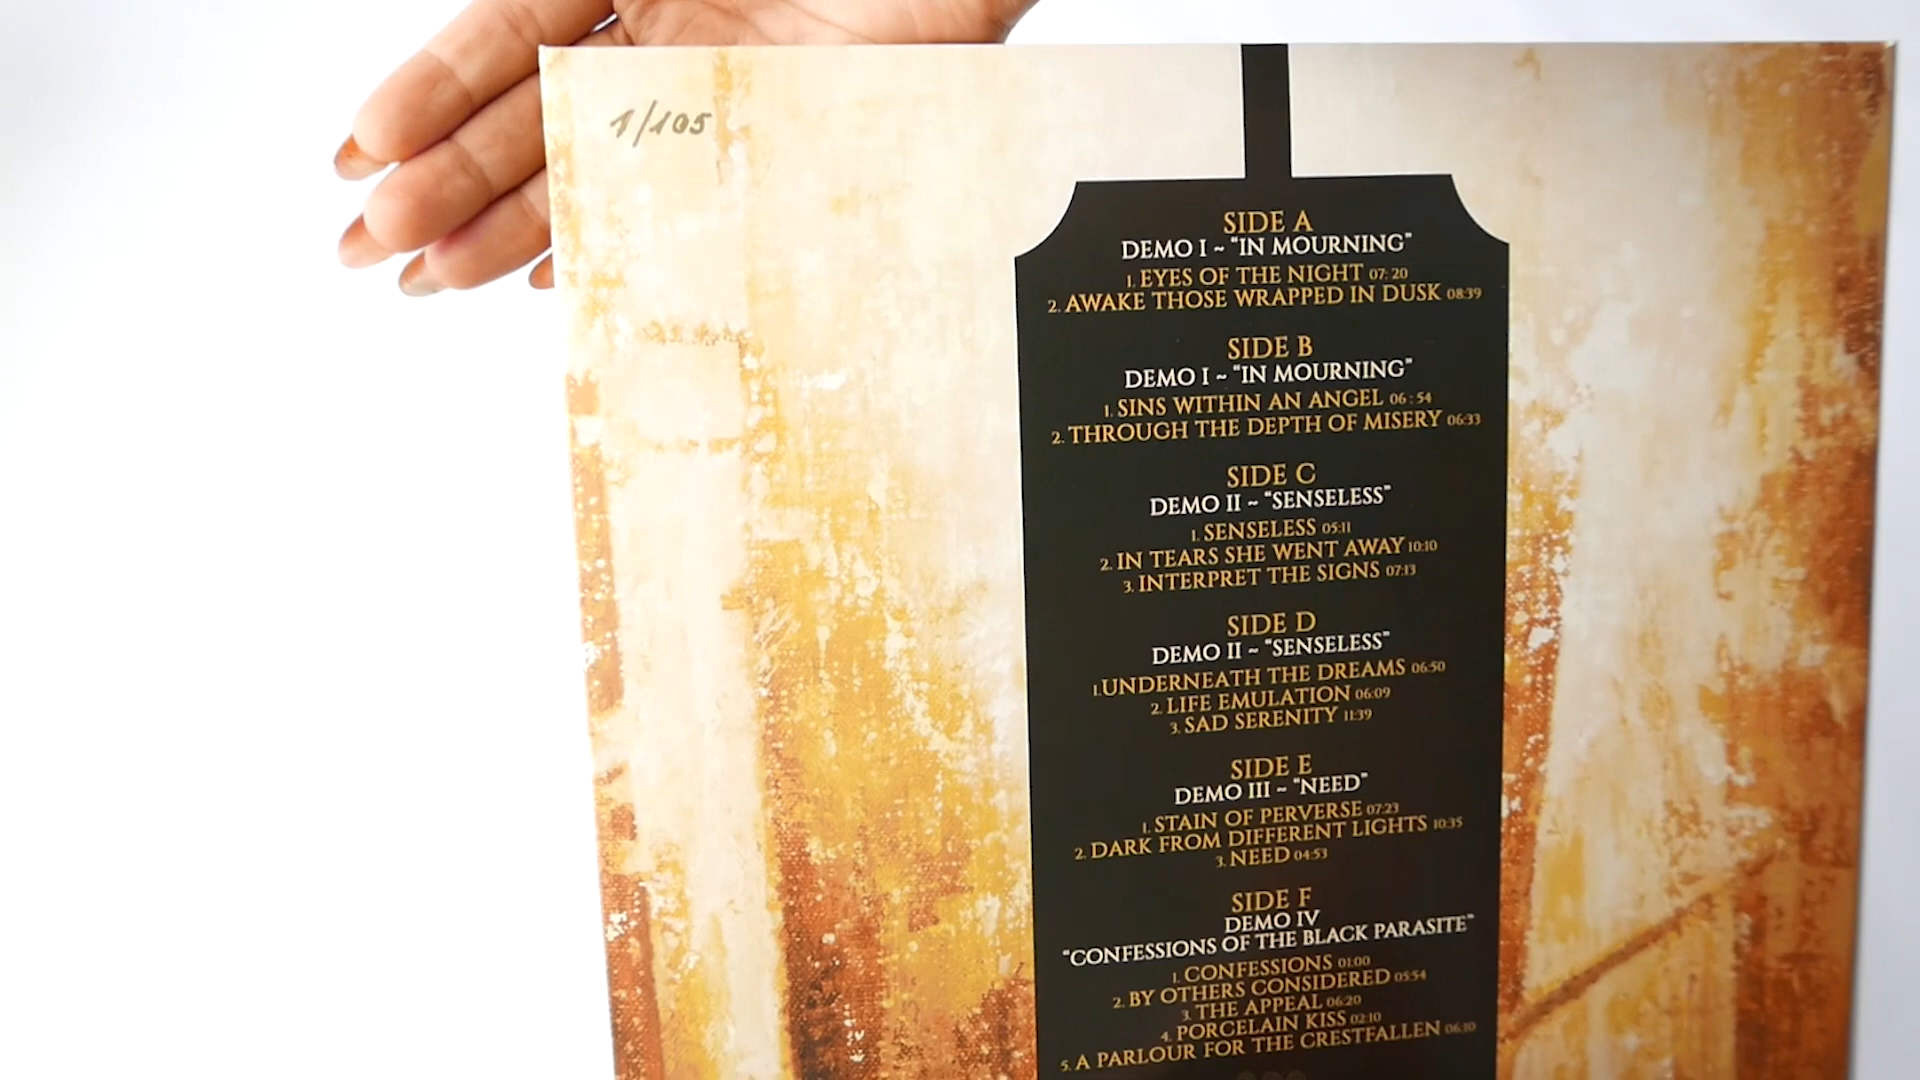 1/105
SIDE A
DEMO I ~ "IN MOURNING"
1. EYES OF THE NIGHT 07:20
2. AWAKE THOSE WRAPPED IN DUSK 08:39
SIDE B
DEMO I ~ "IN MOURNING"
1. SINS WITHIN AN ANGEL 06:54
2. THROUGH THE DEPTH OF MISERY 06:33
SIDE C
DEMO II ~ "SENSELESS"
1. SENSELESS 05:11
2. IN TEARS SHE WENT AWAY 10:10
3. INTERPRET THE SIGNS 07:13
SIDE D
DEMO II ~ "SENSELESS"
1.UNDERNEATH THE DREAMS 06:50
2. LIFE EMULATION 06:09
3. SAD SERENITY 11:39
SIDE E
DEMO III ~ "NEED"
1. STAIN OF PERVERSE 07:23
2. DARK FROM DIFFERENT LIGHTS 10:35
3. NEED 04:53
SIDE F
DEMO IV
"CONFESSIONS OF THE BLACK PARASITE"
1. CONFESSIONS 01:00
2. BY OTHERS CONSIDERED 05:54
3. THE APPEAL 06:20
4. PORCELAIN KISS 02:10
5. A PARLOUR FOR THE CRESTFALLEN 06:10